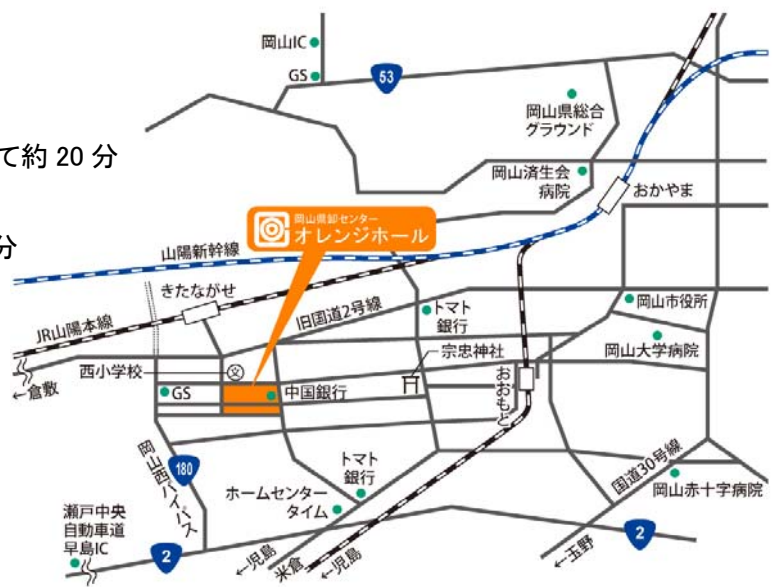 岡山IC
GS
53
岡山県総合
グラウンド
て約 20 分
岡山済生会
病院
おかやま
岡山県卸センター
オレンジホール
分
山陽新幹線
きたながせ
旧国道2号線
トマト
銀行
岡山市役所
JR山陽本線
宗忠神社
岡山大学病院
西小学校
文
←倉敷
GS
中国銀行
おおもと
岡山西バイパス
180
トマト
銀行
国道30号線
ホームセンター
タイム
岡山赤十字病院
瀬戸中央
自動車道
早島IC
2
←児島
米倉
←児島
←玉野
2